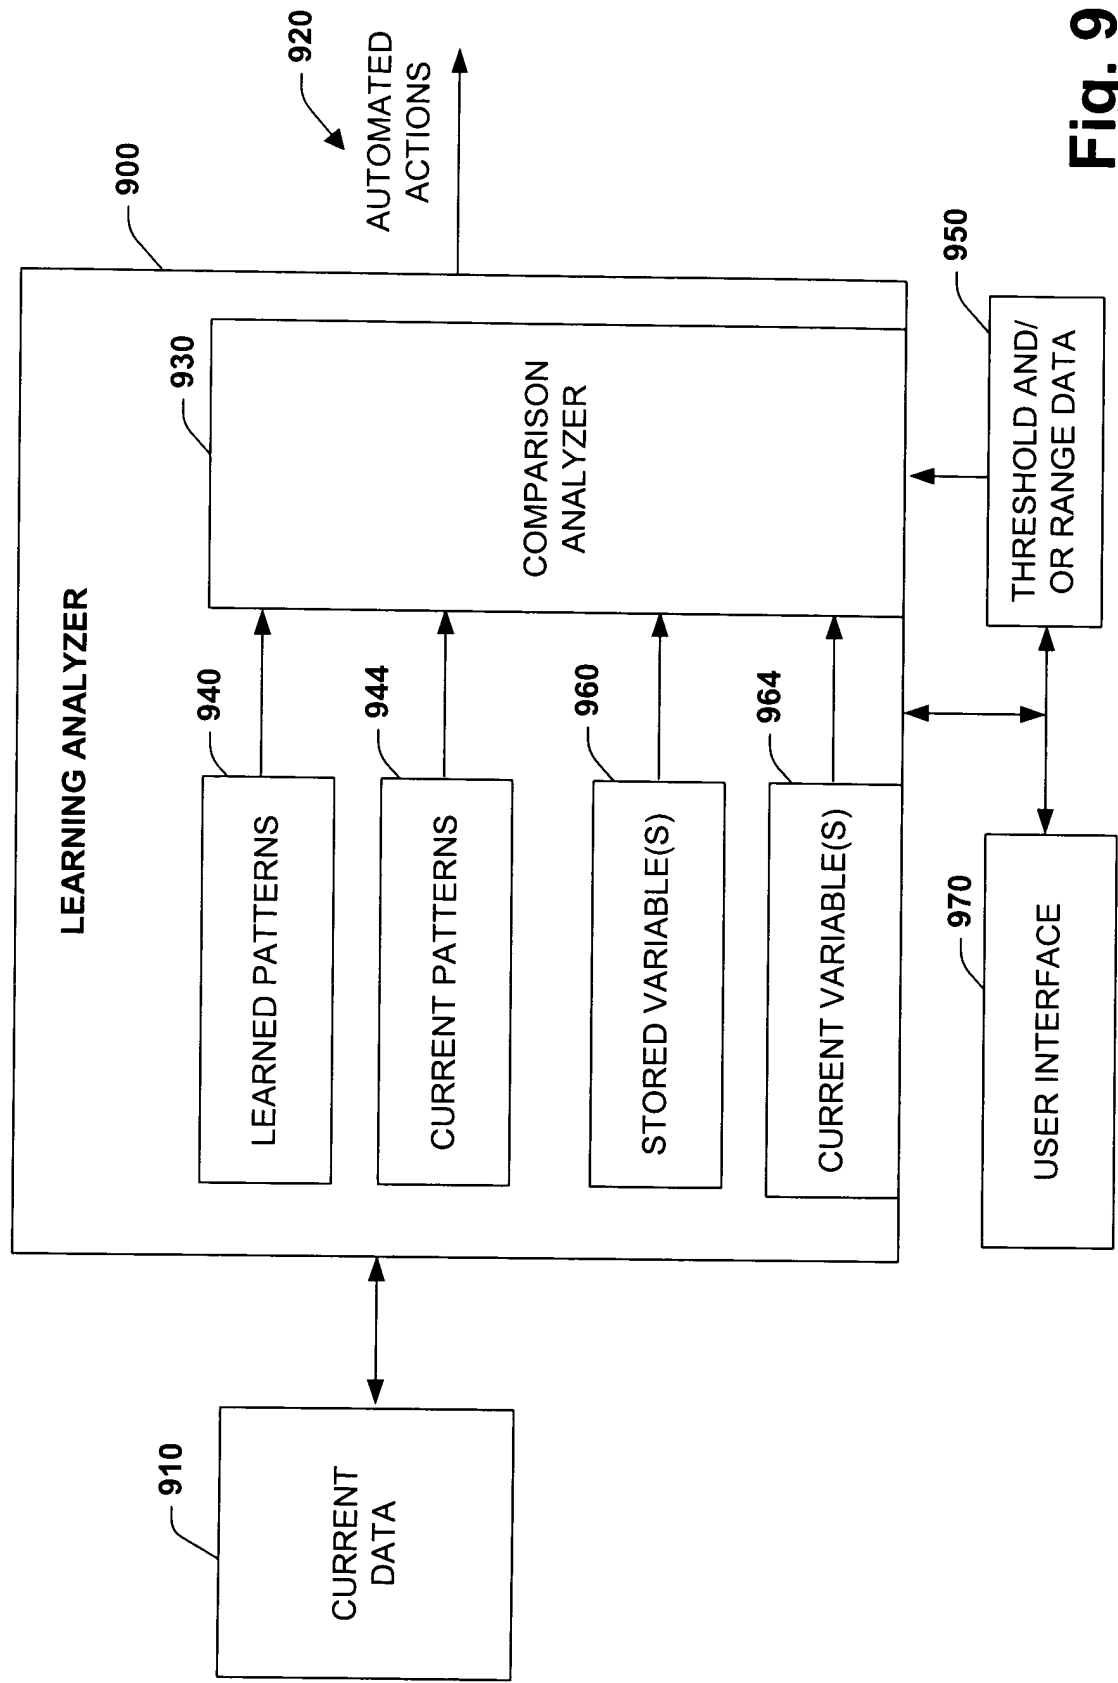 920
AUTOMATED
ACTIONS
900
LEARNING ANALYZER
930
COMPARISON
ANALYZER
940
LEARNED PATTERNS
944
CURRENT PATTERNS
960
STORED VARIABLE(S)
964
CURRENT VARIABLE(S)
910
CURRENT
DATA
950
THRESHOLD AND/
OR RANGE DATA
970
USER INTERFACE
Fig. 9